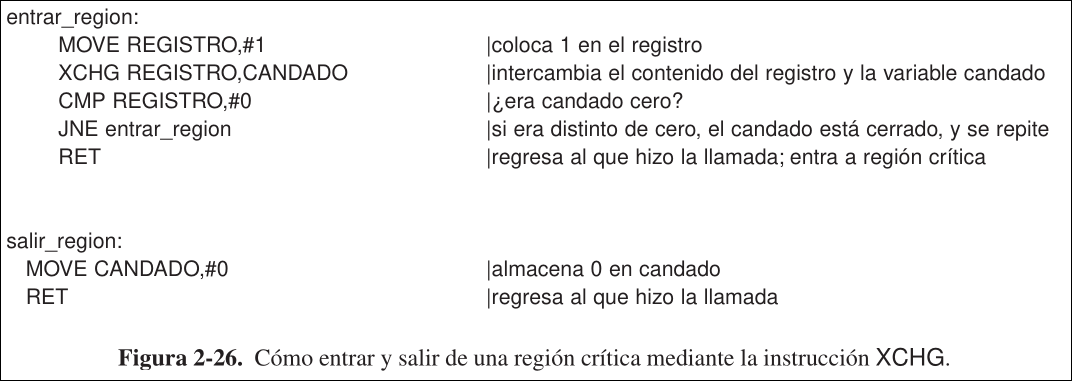 entrar_region:
MOVE REGISTRO,#1 |coloca 1 en el registro
XCHG REGISTRO,CANDADO |intercambia el contenido del registro y la variable candado
CMP REGISTRO,#0 |¿era candado cero?
JNE entrar_region |si era distinto de cero, el candado está cerrado, y se repite
RET |regresa al que hizo la llamada; entra a región crítica
salir_region:
MOVE CANDADO,#0 |almacena 0 en candado
RET |regresa al que hizo la llamada
Figura 2-26. Cómo entrar y salir de una región crítica mediante la instrucción XCHG.